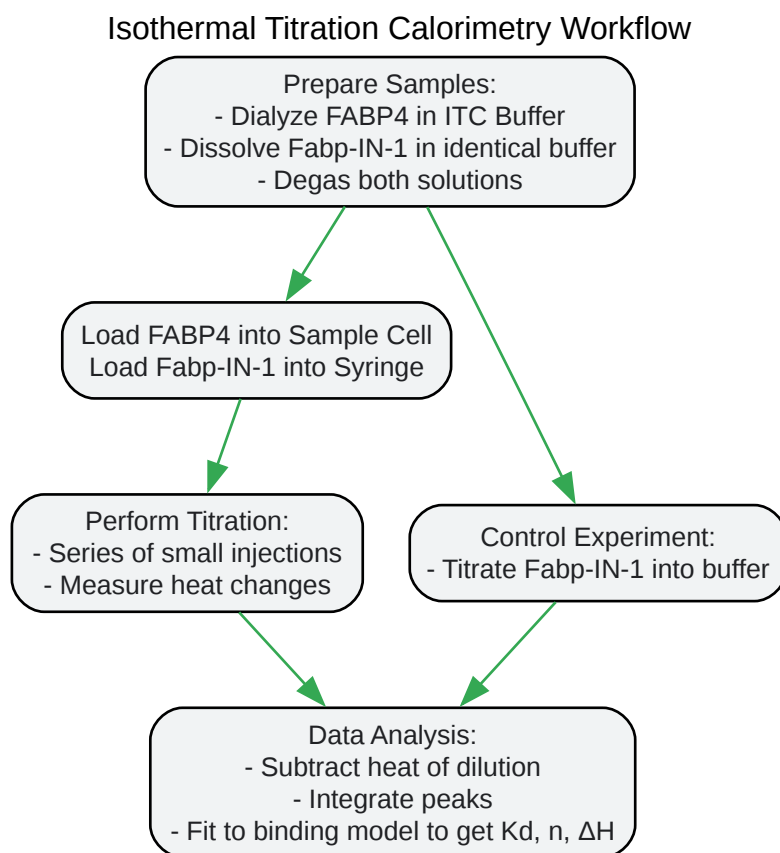 Isothermal Titration Calorimetry Workflow
Prepare Samples:
- Dialyze FABP4 in ITC Buffer
- Dissolve Fabp-IN-1 in identical buffer
- Degas both solutions
Load FABP4 into Sample Cell
Load Fabp-IN-1 into Syringe
Perform Titration:
- Series of small injections
- Measure heat changes
Control Experiment:
- Titrate Fabp-IN-1 into buffer
Data Analysis:
- Subtract heat of dilution
- Integrate peaks
- Fit to binding model to get Kd, n, ΔH